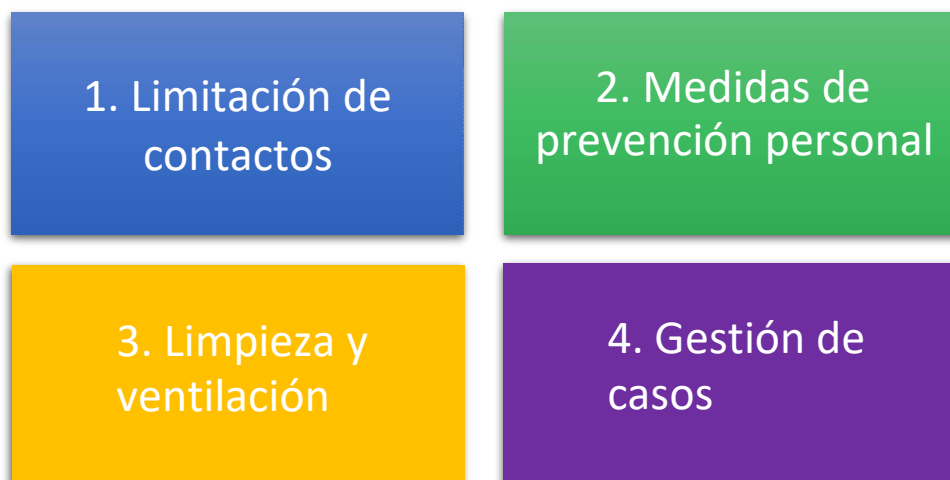 1. Limitación de
contactos
2. Medidas de
prevención personal
3. Limpieza y
ventilación
4. Gestión de
casos